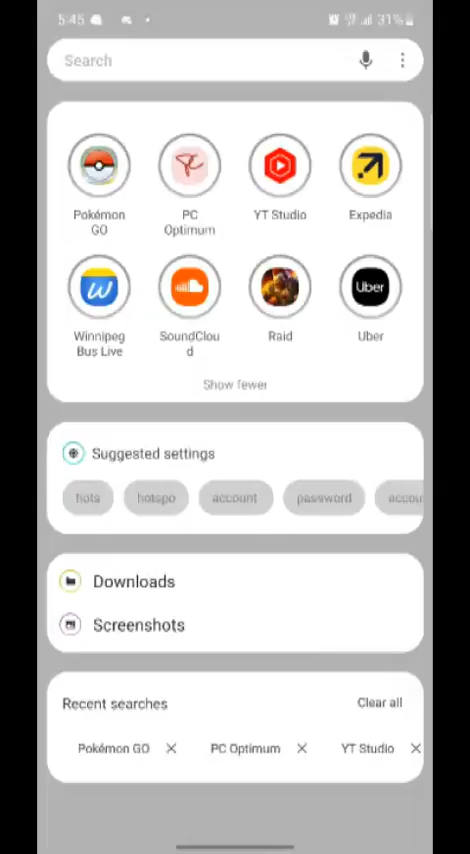 5:45
31%
Search
Pokémon GO
PC Optimum
YT Studio
Expedia
Uber
Winnipeg Bus Live
SoundClou
d
Raid
Uber
Show fewer
Suggested settings
hots
hotspo
account
password
accou
Downloads
Screenshots
Recent searches
Clear all
Pokémon GO
PC Optimum
YT Studio